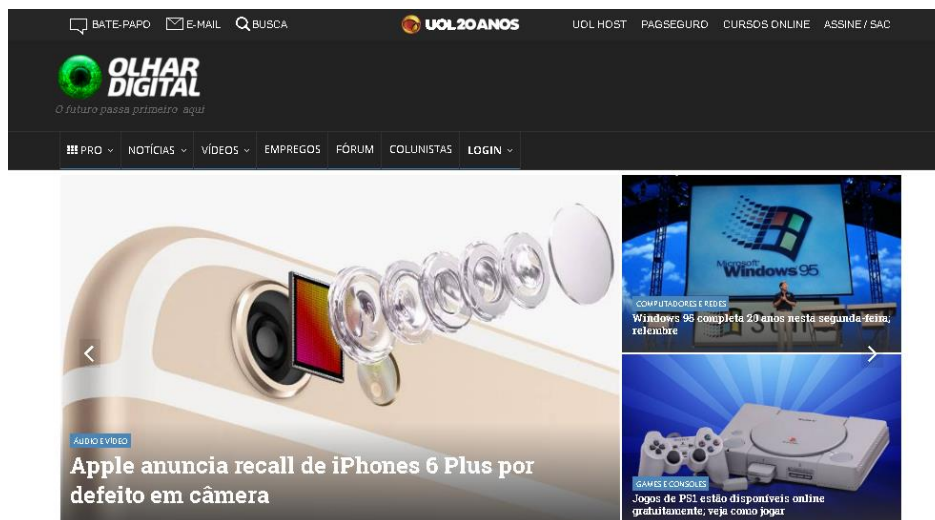 BATE-PAPO E-MAIL BUSCA UOL 20 ANOS UOL HOST PAGSEGURO CURSOS ONLINE ASSINE / SAC
OLHAR
DIGITAL
O futuro passa primeiro aqui
PRO NOTÍCIAS VÍDEOS EMPREGOS FÓRUM COLUNISTAS LOGIN
Microsoft
Windows 95
COMPUTADORES E REDES
Windows 95 completa 20 anos nesta segunda-feira;
relembre
ÁUDIO E VÍDEO
Apple anuncia recall de iPhones 6 Plus por
defeito em câmera
GAMES E CONSOLES
Jogos de PS1 estão disponíveis online
gratuitamente; veja como jogar